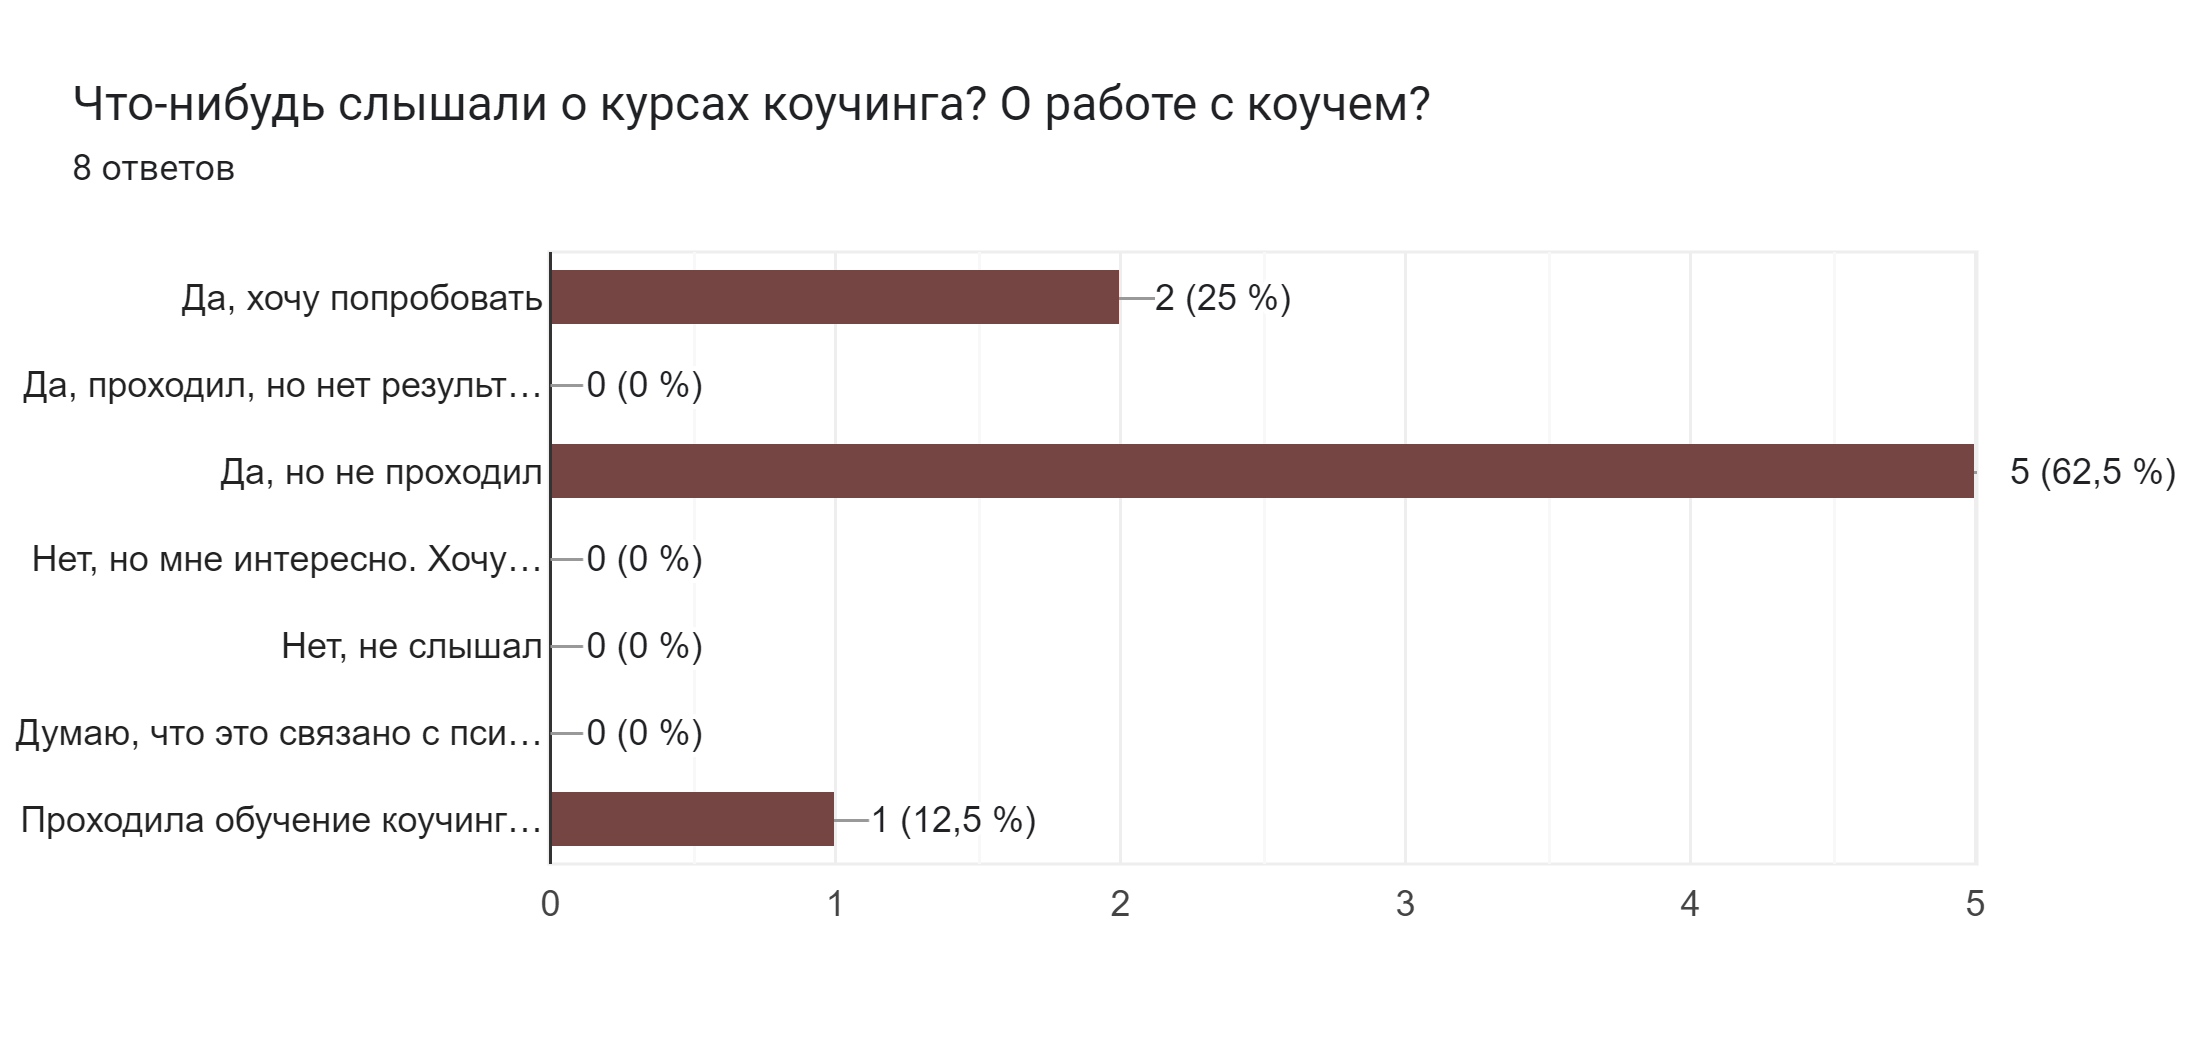 Что-нибудь слышали о курсах коучинга? О работе с коучем?
8 ответов
Да, хочу попробовать
2 (25 %)
Да, проходил, но нет результ…
0 (0 %)
Да, но не проходил
5 (62,5 %)
Нет, но мне интересно. Хочу…
0 (0 %)
Нет, не слышал
0 (0 %)
Думаю, что это связано с пси…
0 (0 %)
Проходила обучение коучинг…
1 (12,5 %)
0 1 2 3 4 5